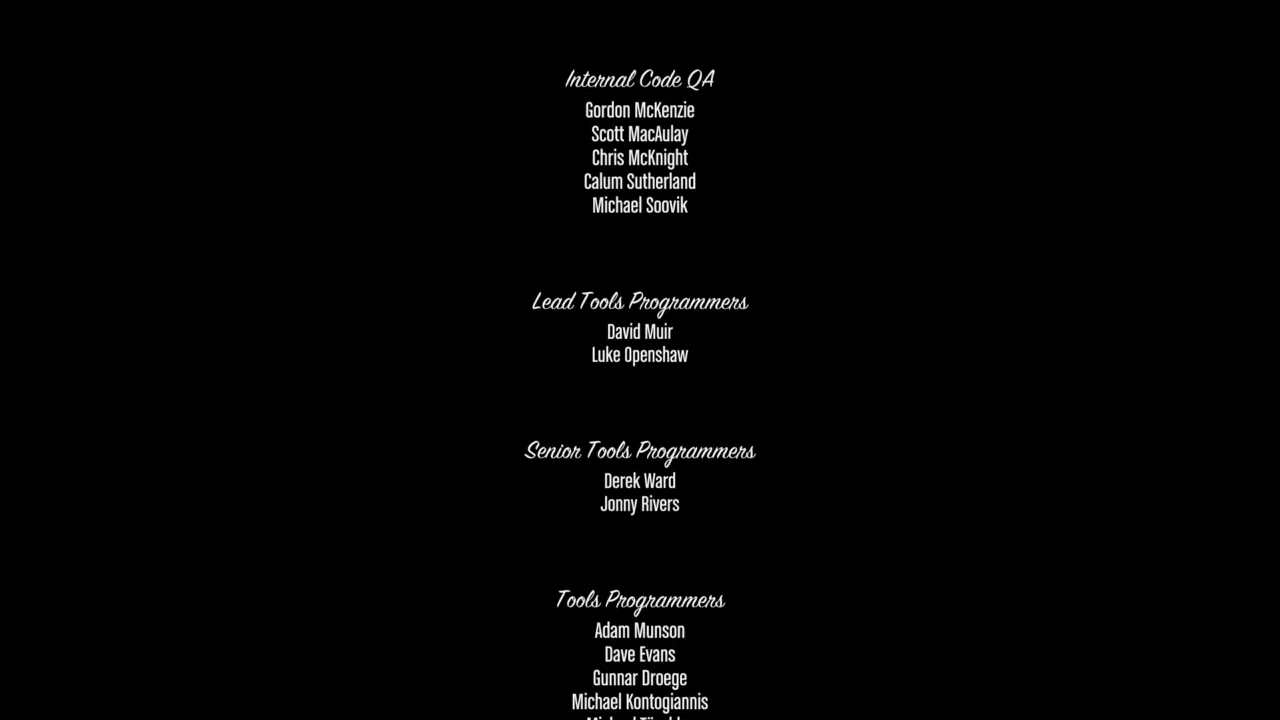 Internal Code QA
Gordon McKenzie
Scott MacAulay
Chris McKnight
Calum Sutherland
Michael Soovik
Lead Tools Programmers
David Muir
Luke Openshaw
Senior Tools Programmers
Derek Ward
Jonny Rivers
Tools Programmers
Adam Munson
Dave Evans
Gunnar Droege
Michael Kontogiannis